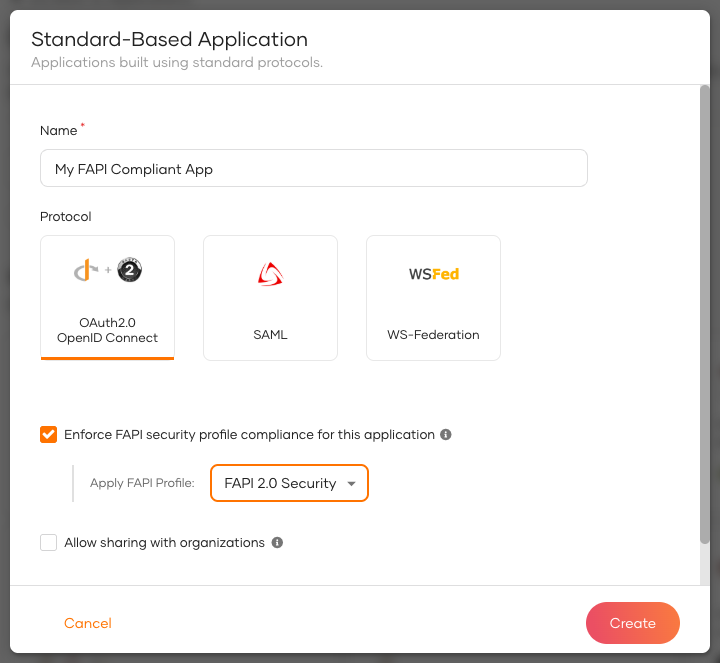 Standard-Based Application
Applications built using standard protocols.
Name *
My FAPI Compliant App
Protocol
+ 2
OAuth2.0
OpenID Connect
SAML
WSFed
WS-Federation
Enforce FAPI security profile compliance for this application
Apply FAPI Profile:
FAPI 2.0 Security
Allow sharing with organizations
Cancel
Create